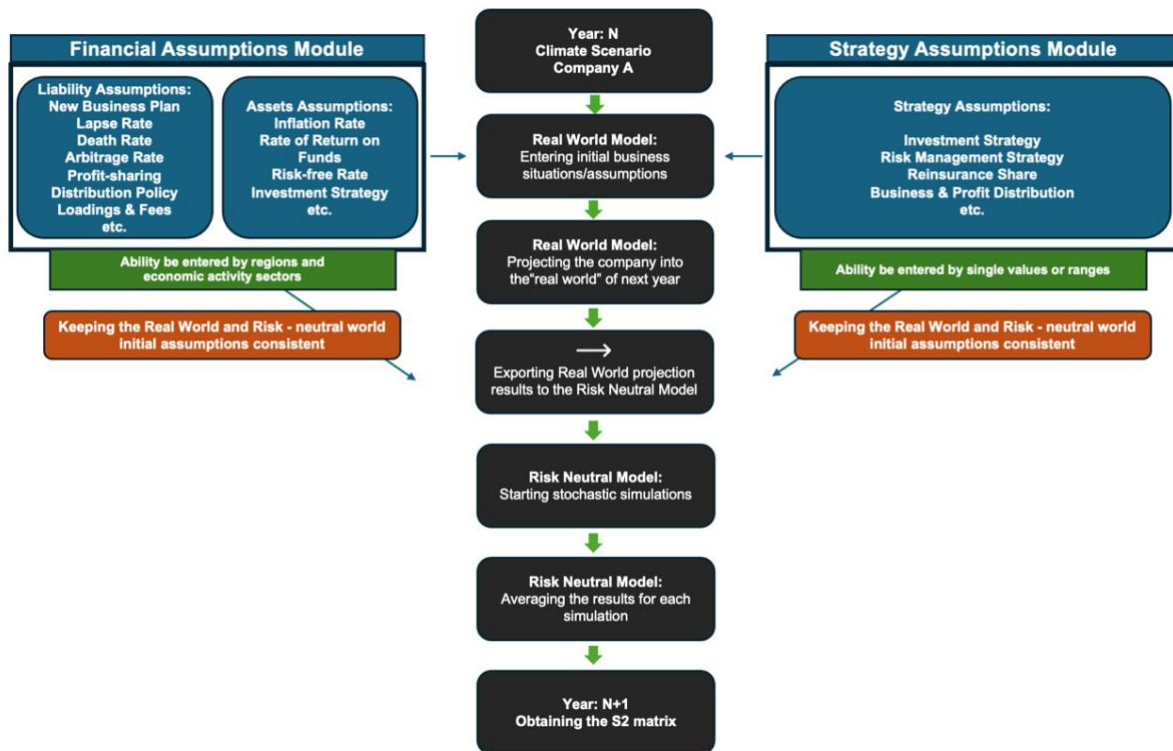 Financial Assumptions Module
Liability Assumptions:
New Business Plan
Lapse Rate
Death Rate
Arbitrage Rate
Profit-sharing
Distribution Policy
Loadings & Fees
etc.
Assets Assumptions:
Inflation Rate
Rate of Return on
Funds
Risk-free Rate
Investment Strategy
etc.
Ability be entered by regions and
economic activity sectors
Keeping the Real World and Risk - neutral world
initial assumptions consistent
Year: N
Climate Scenario
Company A
Real World Model:
Entering initial business
situations/assumptions
Real World Model:
Projecting the company into
the“real world” of next year
Exporting Real World projection
results to the Risk Neutral Model
Risk Neutral Model:
Starting stochastic simulations
Risk Neutral Model:
Averaging the results for each
simulation
Year: N+1
Obtaining the S2 matrix
Strategy Assumptions Module
Strategy Assumptions:
Investment Strategy
Risk Management Strategy
Reinsurance Share
Business & Profit Distribution
etc.
Ability be entered by single values or ranges
Keeping the Real World and Risk - neutral world
initial assumptions consistent